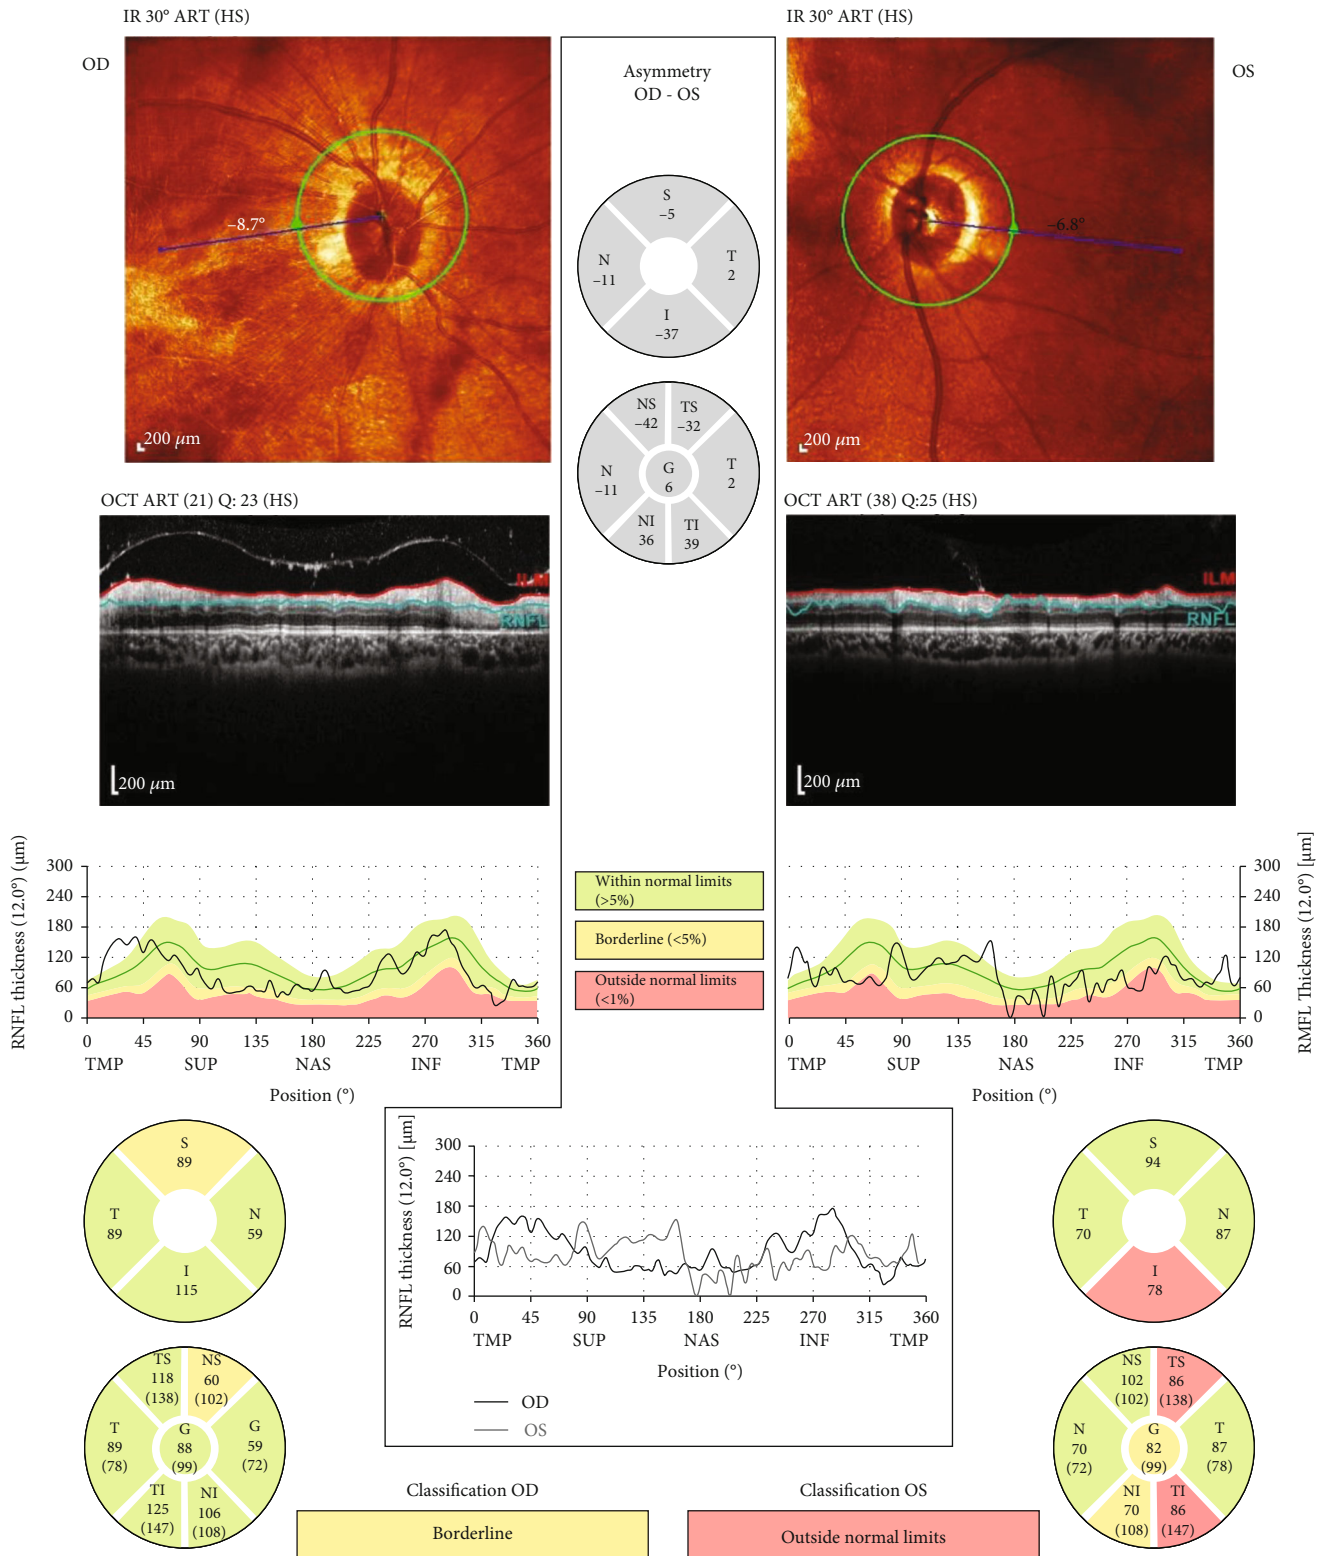 IR 30° ART (HS)
IR 30° ART (HS)
OD
OS
Asymmetry
OD - OS
–8.7°
–6.8°
200 µm
200 µm
S
–5
N
–11
T
2
I
–37
NS
–42
TS
–32
N
–11
G
6
T
2
NI
36
TI
39
OCT ART (21) Q: 23 (HS)
OCT ART (38) Q:25 (HS)
ILM
RNFL
200 µm
ILM
RNFL
200 µm
RNFL thickness (12.0°) (µm)
300
240
180
120
60
0
0 45 90 135 180 225 270 315 360
TMP SUP NAS INF TMP
Position (°)
Within normal limits
(>5%)
Borderline (<5%)
Outside normal limits
(<1%)
300
240
180
120
60
0
RMFL Thickness (12.0°) [µm]
0 45 90 135 180 225 270 315 360
TMP SUP NAS INF TMP
Position (°)
S
89
T
89
N
59
I
115
RNFL thickness (12.0°) [µm]
300
240
180
120
60
0
0 45 90 135 180 225 270 315 360
TMP SUP NAS INF TMP
Position (°)
OD
OS
S
94
T
70
N
87
I
78
TS
118
(138)
NS
60
(102)
T
89
(78)
G
88
(99)
G
59
(72)
TI
125
(147)
NI
106
(108)
NS
102
(102)
TS
86
(138)
N
70
(72)
G
82
(99)
T
87
(78)
NI
70
(108)
TI
86
(147)
Classification OD
Borderline
Classification OS
Outside normal limits